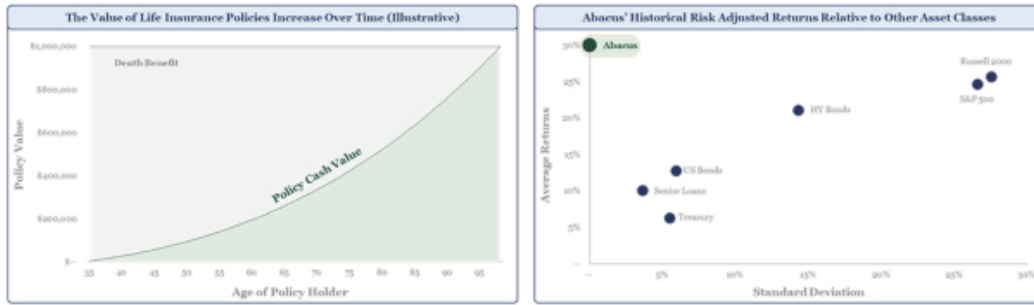 The Value of Life Insurance Policies Increase Over Time (Illustrative)
$1,000,000
Death Benefit
$800,000
$600,000
$400,000
$200,000
$--
Policy Value
Policy Cash Value
35 40 45 50 55 60 65 70 75 80 85 90 95
Age of Policy Holder
Abacus' Historical Risk Adjusted Returns Relative to Other Asset Classes
30%
Abacus
25%
20%
15%
10%
5%
--
Average Returns
Russell 2000
S&P 500
HY Bonds
US Bonds
Senior Loans
Treasury
-- 5% 10% 15% 20% 25% 30%
Standard Deviation